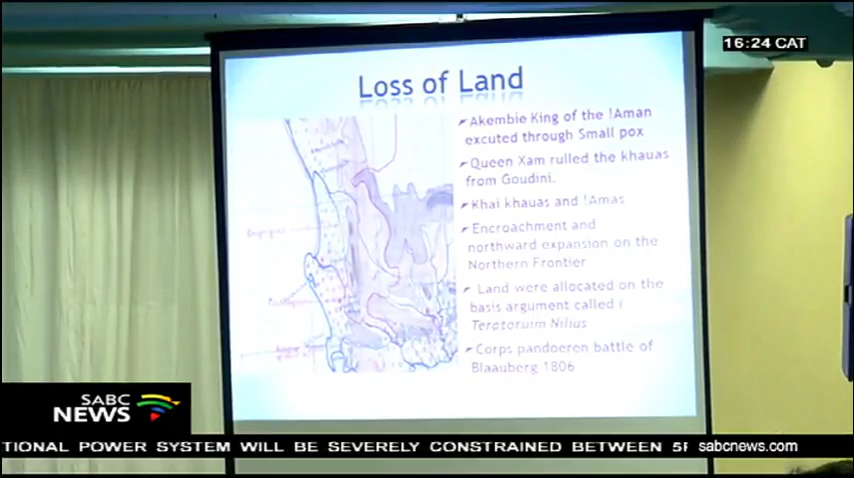 16:24 CAT
Loss of Land
Akembie King of the !Aman
excuted through Small pox
Queen Xam rulled the khauas
from Goudini.
Khai khauas and !Amas
Encroachment and
northward expansion on the
Northern Frontier
Land were allocated on the
basis argument called i
Teratoruim Nilius
Corps pandoeren battle of
Blaauberg 1806
SABC
NEWS
TIONAL POWER SYSTEM WILL BE SEVERELY CONSTRAINED BETWEEN 5P sabcnews.com